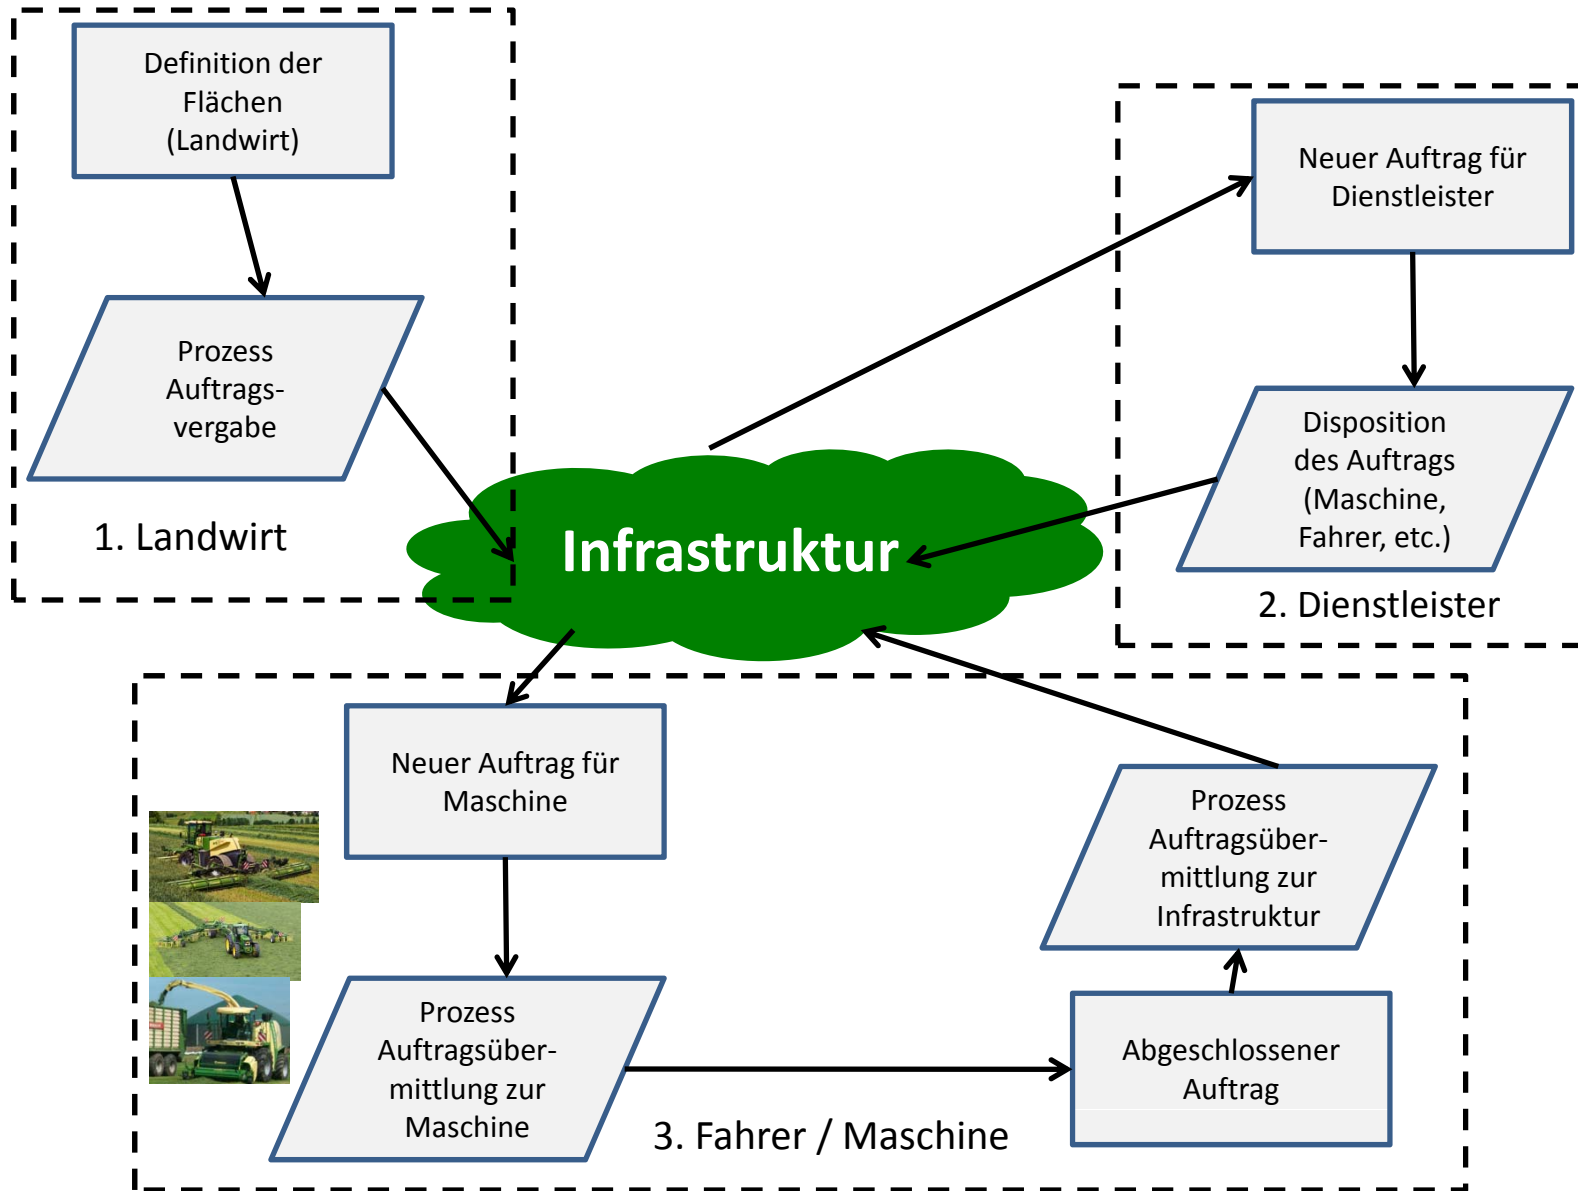 Definition der
Flächen
(Landwirt)
Prozess
Auftrags-
vergabe
1. Landwirt
Neuer Auftrag für
Dienstleister
Disposition
des Auftrags
(Maschine,
Fahrer, etc.)
2. Dienstleister
Infrastruktur
Neuer Auftrag für
Maschine
Prozess
Auftragsüber-
mittlung zur
Maschine
Abgeschlossener
Auftrag
Prozess
Auftragsüber-
mittlung zur
Infrastruktur
3. Fahrer / Maschine